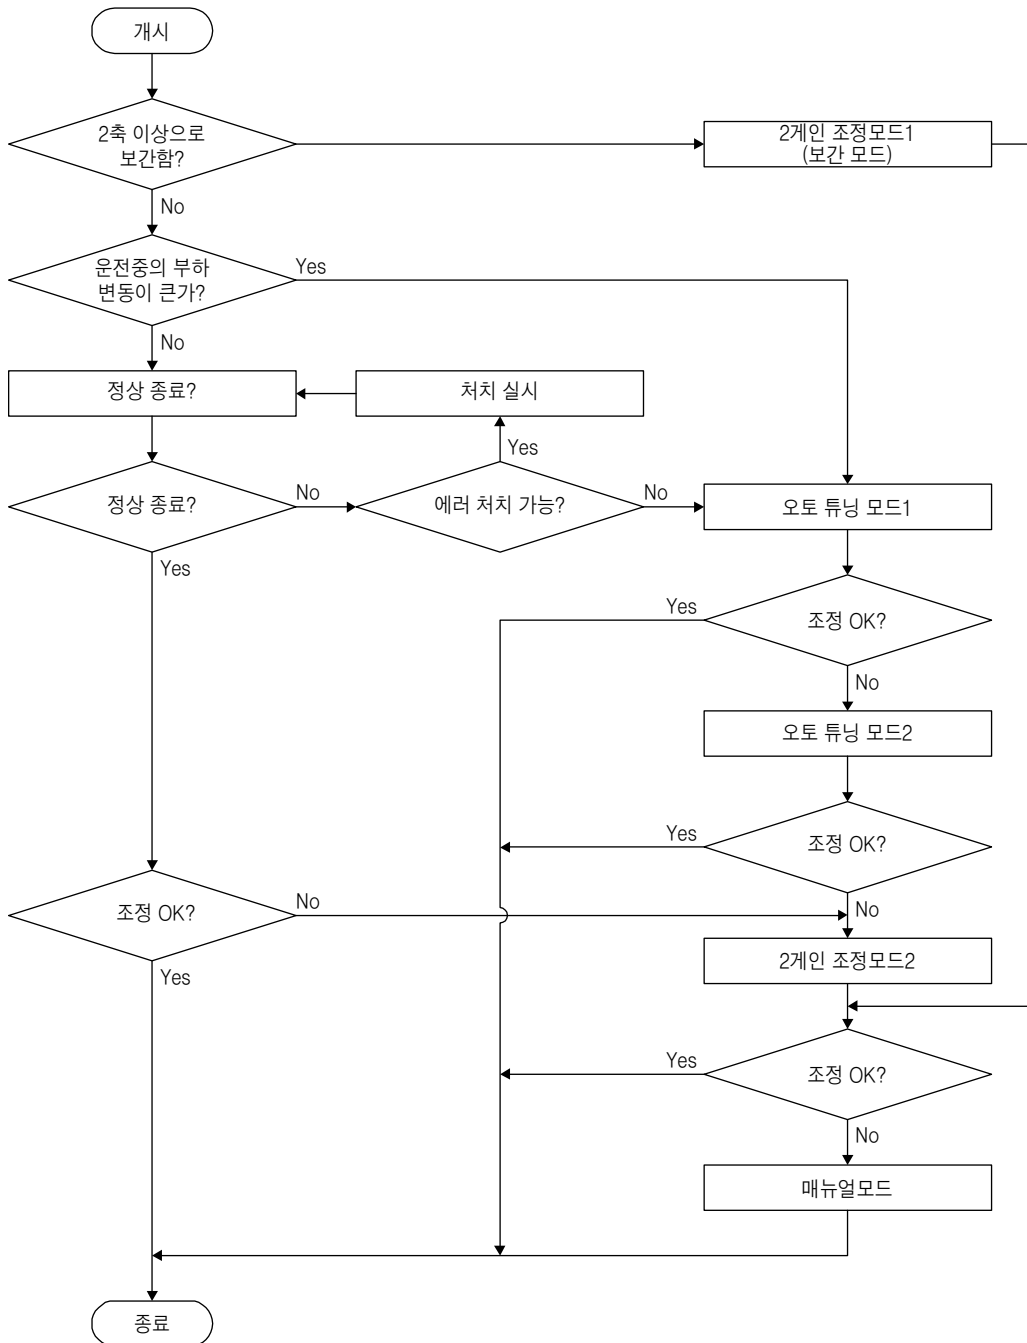 개시
2축 이상으로
보간함?
2게인 조정모드1
(보간 모드)
No
운전중의 부하
변동이 큰가?
Yes
No
정상 종료?
처치 실시
Yes
정상 종료?
No
에러 처치 가능?
No
오토 튜닝 모드1
Yes
Yes
조정 OK?
No
오토 튜닝 모드2
Yes
조정 OK?
조정 OK?
No
No
Yes
2게인 조정모드2
Yes
조정 OK?
No
매뉴얼모드
종료